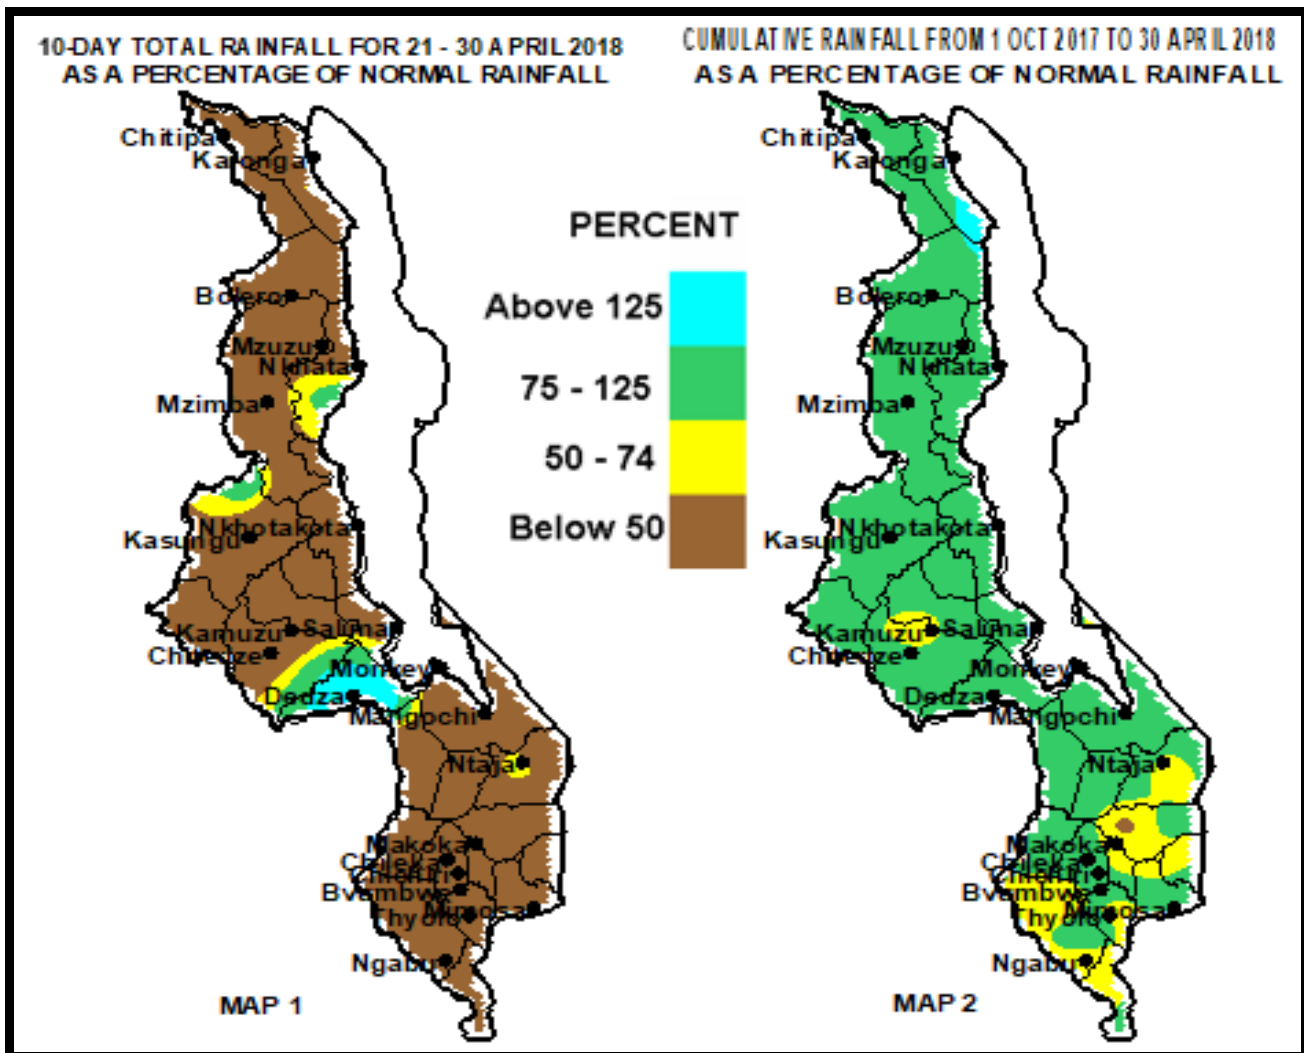 10-DAY TOTAL RAINFALL FOR 21 - 30 APRIL 2018
AS A PERCENTAGE OF NORMAL RAINFALL
CUMULATIVE RAINFALL FROM 1 OCT 2017 TO 30 APRIL 2018
AS A PERCENTAGE OF NORMAL RAINFALL
Chitipa
Karonga
Bolero
Mzuzu
Nkhata
Mzimba
Nkhotakota
Kasungu
Kamuzu
Salima
Chitedze
Monkey
Dedza
Mangochi
Ntaja
Makoka
Chileka
Chichiri
Bvumbwe
Mimosa
Thyolo
Ngabu
MAP 1
PERCENT
Above 125
75 - 125
50 - 74
Below 50
Chitipa
Karonga
Bolero
Mzuzu
Nkhata
Mzimba
Nkhotakota
Kasungu
Kamuzu
Salima
Chitedze
Monkey
Dedza
Mangochi
Ntaja
Makoka
Chileka
Chichiri
Bvumbwe
Mimosa
Thyolo
Ngabu
MAP 2